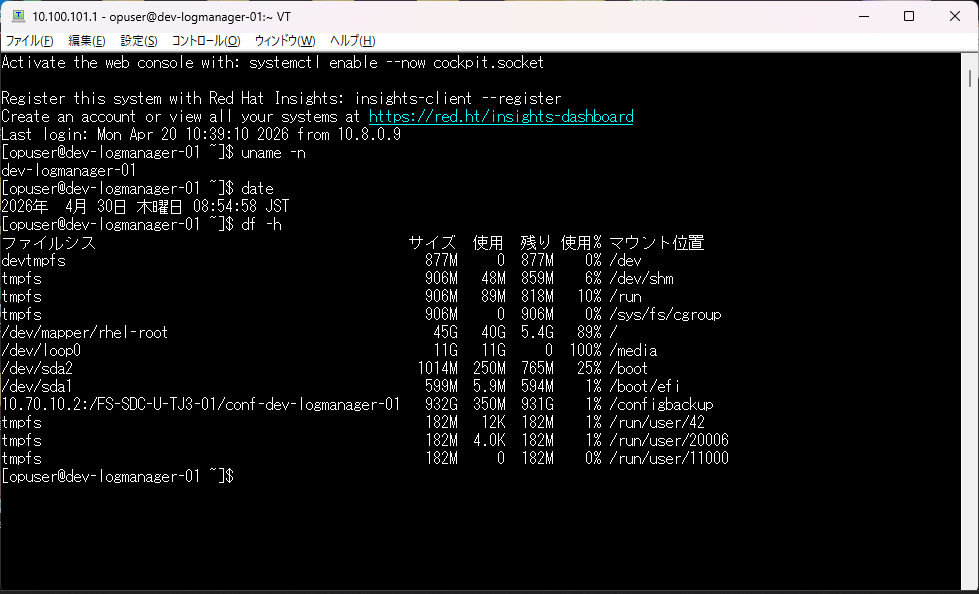 10.100.101.1 - opuser@dev-logmanager-01:~ VT
ファイル(F) 編集(E) 設定(S) コントロール(O) ウィンドウ(W) ヘルプ(H)
Activate the web console with: systemctl enable --now cockpit.socket
Register this system with Red Hat Insights: insights-client --register
Create an account or view all your systems at https://red.ht/insights-dashboard
Last login: Mon Apr 20 10:39:10 2026 from 10.8.0.9
[opuser@dev-logmanager-01 ~]$ uname -n
dev-logmanager-01
[opuser@dev-logmanager-01 ~]$ date
2026年  4月 30日 木曜日 08:54:58 JST
[opuser@dev-logmanager-01 ~]$ df -h
ファイルシス サイズ 使用 残り 使用% マウント位置
devtmpfs 877M 0 877M 0% /dev
tmpfs 906M 48M 859M 6% /dev/shm
tmpfs 906M 89M 818M 10% /run
tmpfs 906M 0 906M 0% /sys/fs/cgroup
/dev/mapper/rhel-root 45G 40G 5.4G 89% /
/dev/loop0 11G 11G 0 100% /media
/dev/sda2 1014M 250M 765M 25% /boot
/dev/sda1 599M 5.9M 594M 1% /boot/efi
10.70.10.2:/FS-SDC-U-TJ3-01/conf-dev-logmanager-01 932G 350M 931G 1% /configbackup
tmpfs 182M 12K 182M 1% /run/user/42
tmpfs 182M 4.0K 182M 1% /run/user/20006
tmpfs 182M 0 182M 0% /run/user/11000
[opuser@dev-logmanager-01 ~]$